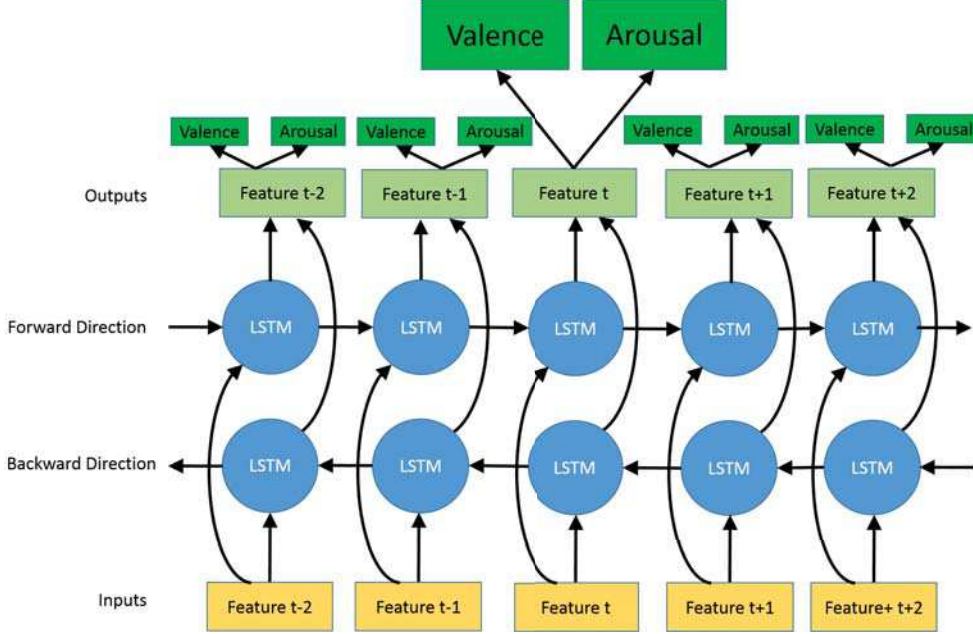 Valence Arousal
Valence Arousal Valence Arousal Valence Arousal Valence Arousal
Outputs Feature t-2 Feature t-1 Feature t Feature t+1 Feature t+2
Forward Direction LSTM LSTM LSTM LSTM LSTM
Backward Direction LSTM LSTM LSTM LSTM LSTM
Inputs Feature t-2 Feature t-1 Feature t Feature t+1 Feature+ t+2